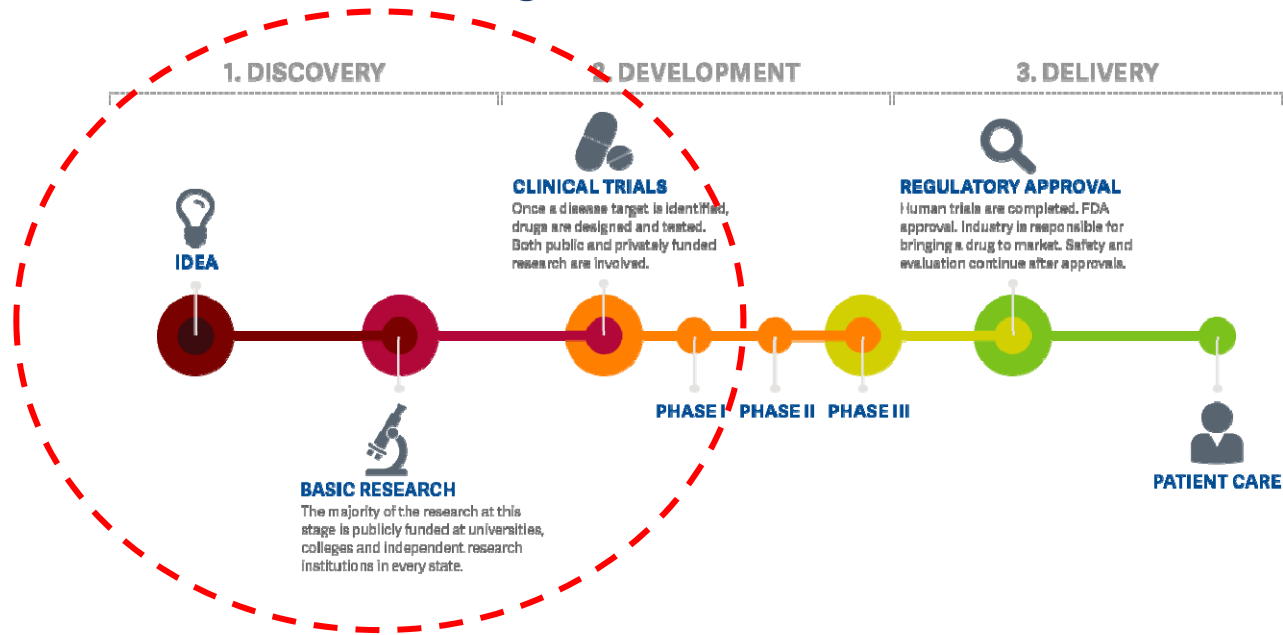 1. DISCOVERY
2. DEVELOPMENT
3. DELIVERY
IDEA
CLINICAL TRIALS
Once a disease target is identified,
drugs are designed and tested.
Both public and privately funded
research are involved.
REGULATORY APPROVAL
Human trials are completed. FDA
approval. Industry is responsible for
bringing a drug to market. Safety and
evaluation continue after approvals.
PHASE I
PHASE II
PHASE III
BASIC RESEARCH
The majority of the research at this
stage is publicly funded at universities,
colleges and independent research
institutions in every state.
PATIENT CARE